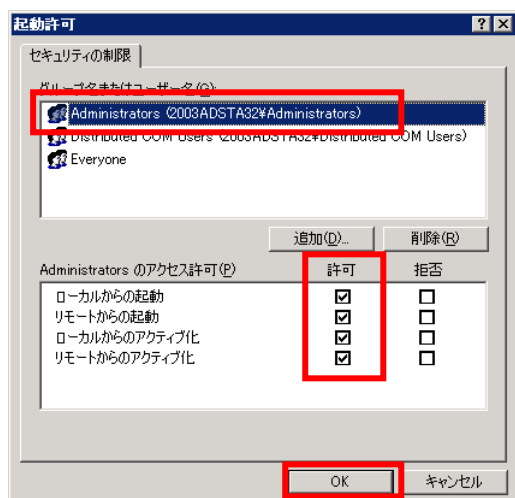 起動許可
セキュリティの制限
グループ名またはユーザー名(G):
Administrators (2003ADSTA32¥Administrators)
Distributed COM Users (2003ADSTA32¥Distributed COM Users)
Everyone
追加(D)... 削除(R)
Administrators のアクセス許可(P) 許可 拒否
ローカルからの起動
リモートからの起動
ローカルからのアクティブ化
リモートからのアクティブ化
OK キャンセル